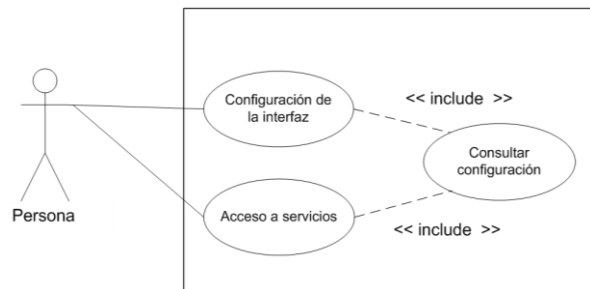 << include >>
Configuración de
la interfaz
Consultar
configuración
Persona
Acceso a servicios
<< include >>